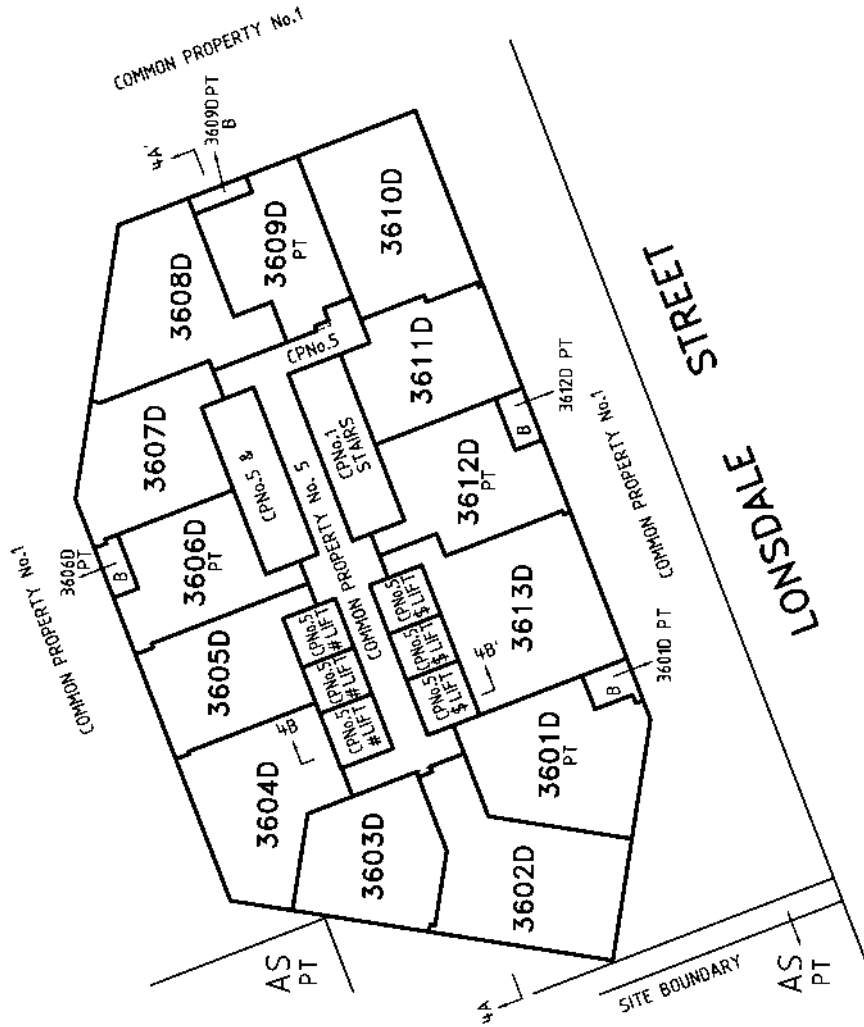 COMMON PROPERTY No.1
3609D PT
B
4A'
3608D
3609D
PT
3610D
CPNo.5
3611D
3607D
CPNo.5 &
CPNo.1
STAIRS
COMMON PROPERTY No. 5
3612D
PT
B
3612D PT
COMMON PROPERTY No.1
3606D
PT
B
3606D
PT
COMMON PROPERTY No.1
3605D
CPNo.5
# LIFT
CPNo.5
# LIFT
CPNo.5
# LIFT
CPNo.5
$ LIFT
CPNo.5
$ LIFT
CPNo.5
$ LIFT
3613D
4B'
4B
3604D
3603D
3601D
PT
B
3601D PT
3602D
LONSDALE STREET
AS
PT
4A
SITE BOUNDARY
AS
PT